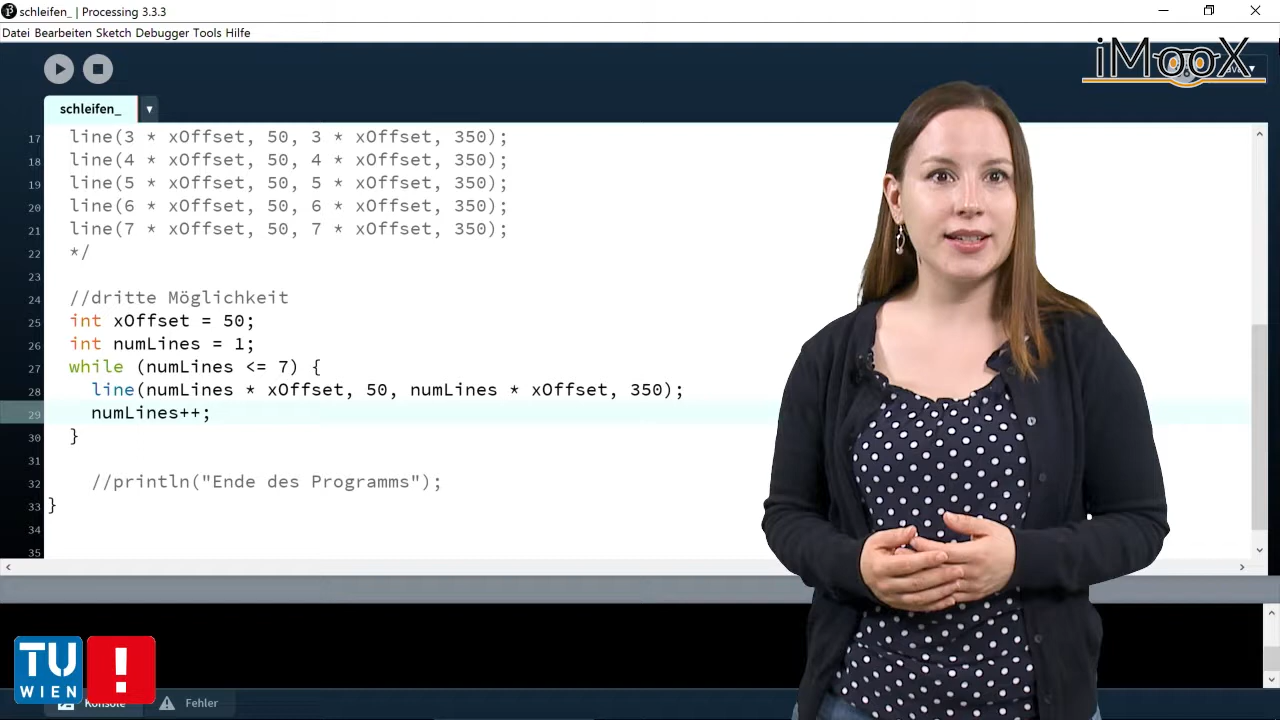 schleifen_ | Processing 3.3.3
Datei Bearbeiten Sketch Debugger Tools Hilfe
iMooX
schleifen_
17 line(3 * xOffset, 50, 3 * xOffset, 350);
18 line(4 * xOffset, 50, 4 * xOffset, 350);
19 line(5 * xOffset, 50, 5 * xOffset, 350);
20 line(6 * xOffset, 50, 6 * xOffset, 350);
21 line(7 * xOffset, 50, 7 * xOffset, 350);
22 */
23
24 //dritte Möglichkeit
25 int xOffset = 50;
26 int numLines = 1;
27 while (numLines <= 7) {
28 line(numLines * xOffset, 50, numLines * xOffset, 350);
29 numLines++;
30 }
31
32 //println("Ende des Programms");
33 }
34
35
TU
WIEN
!
Konsole Fehler